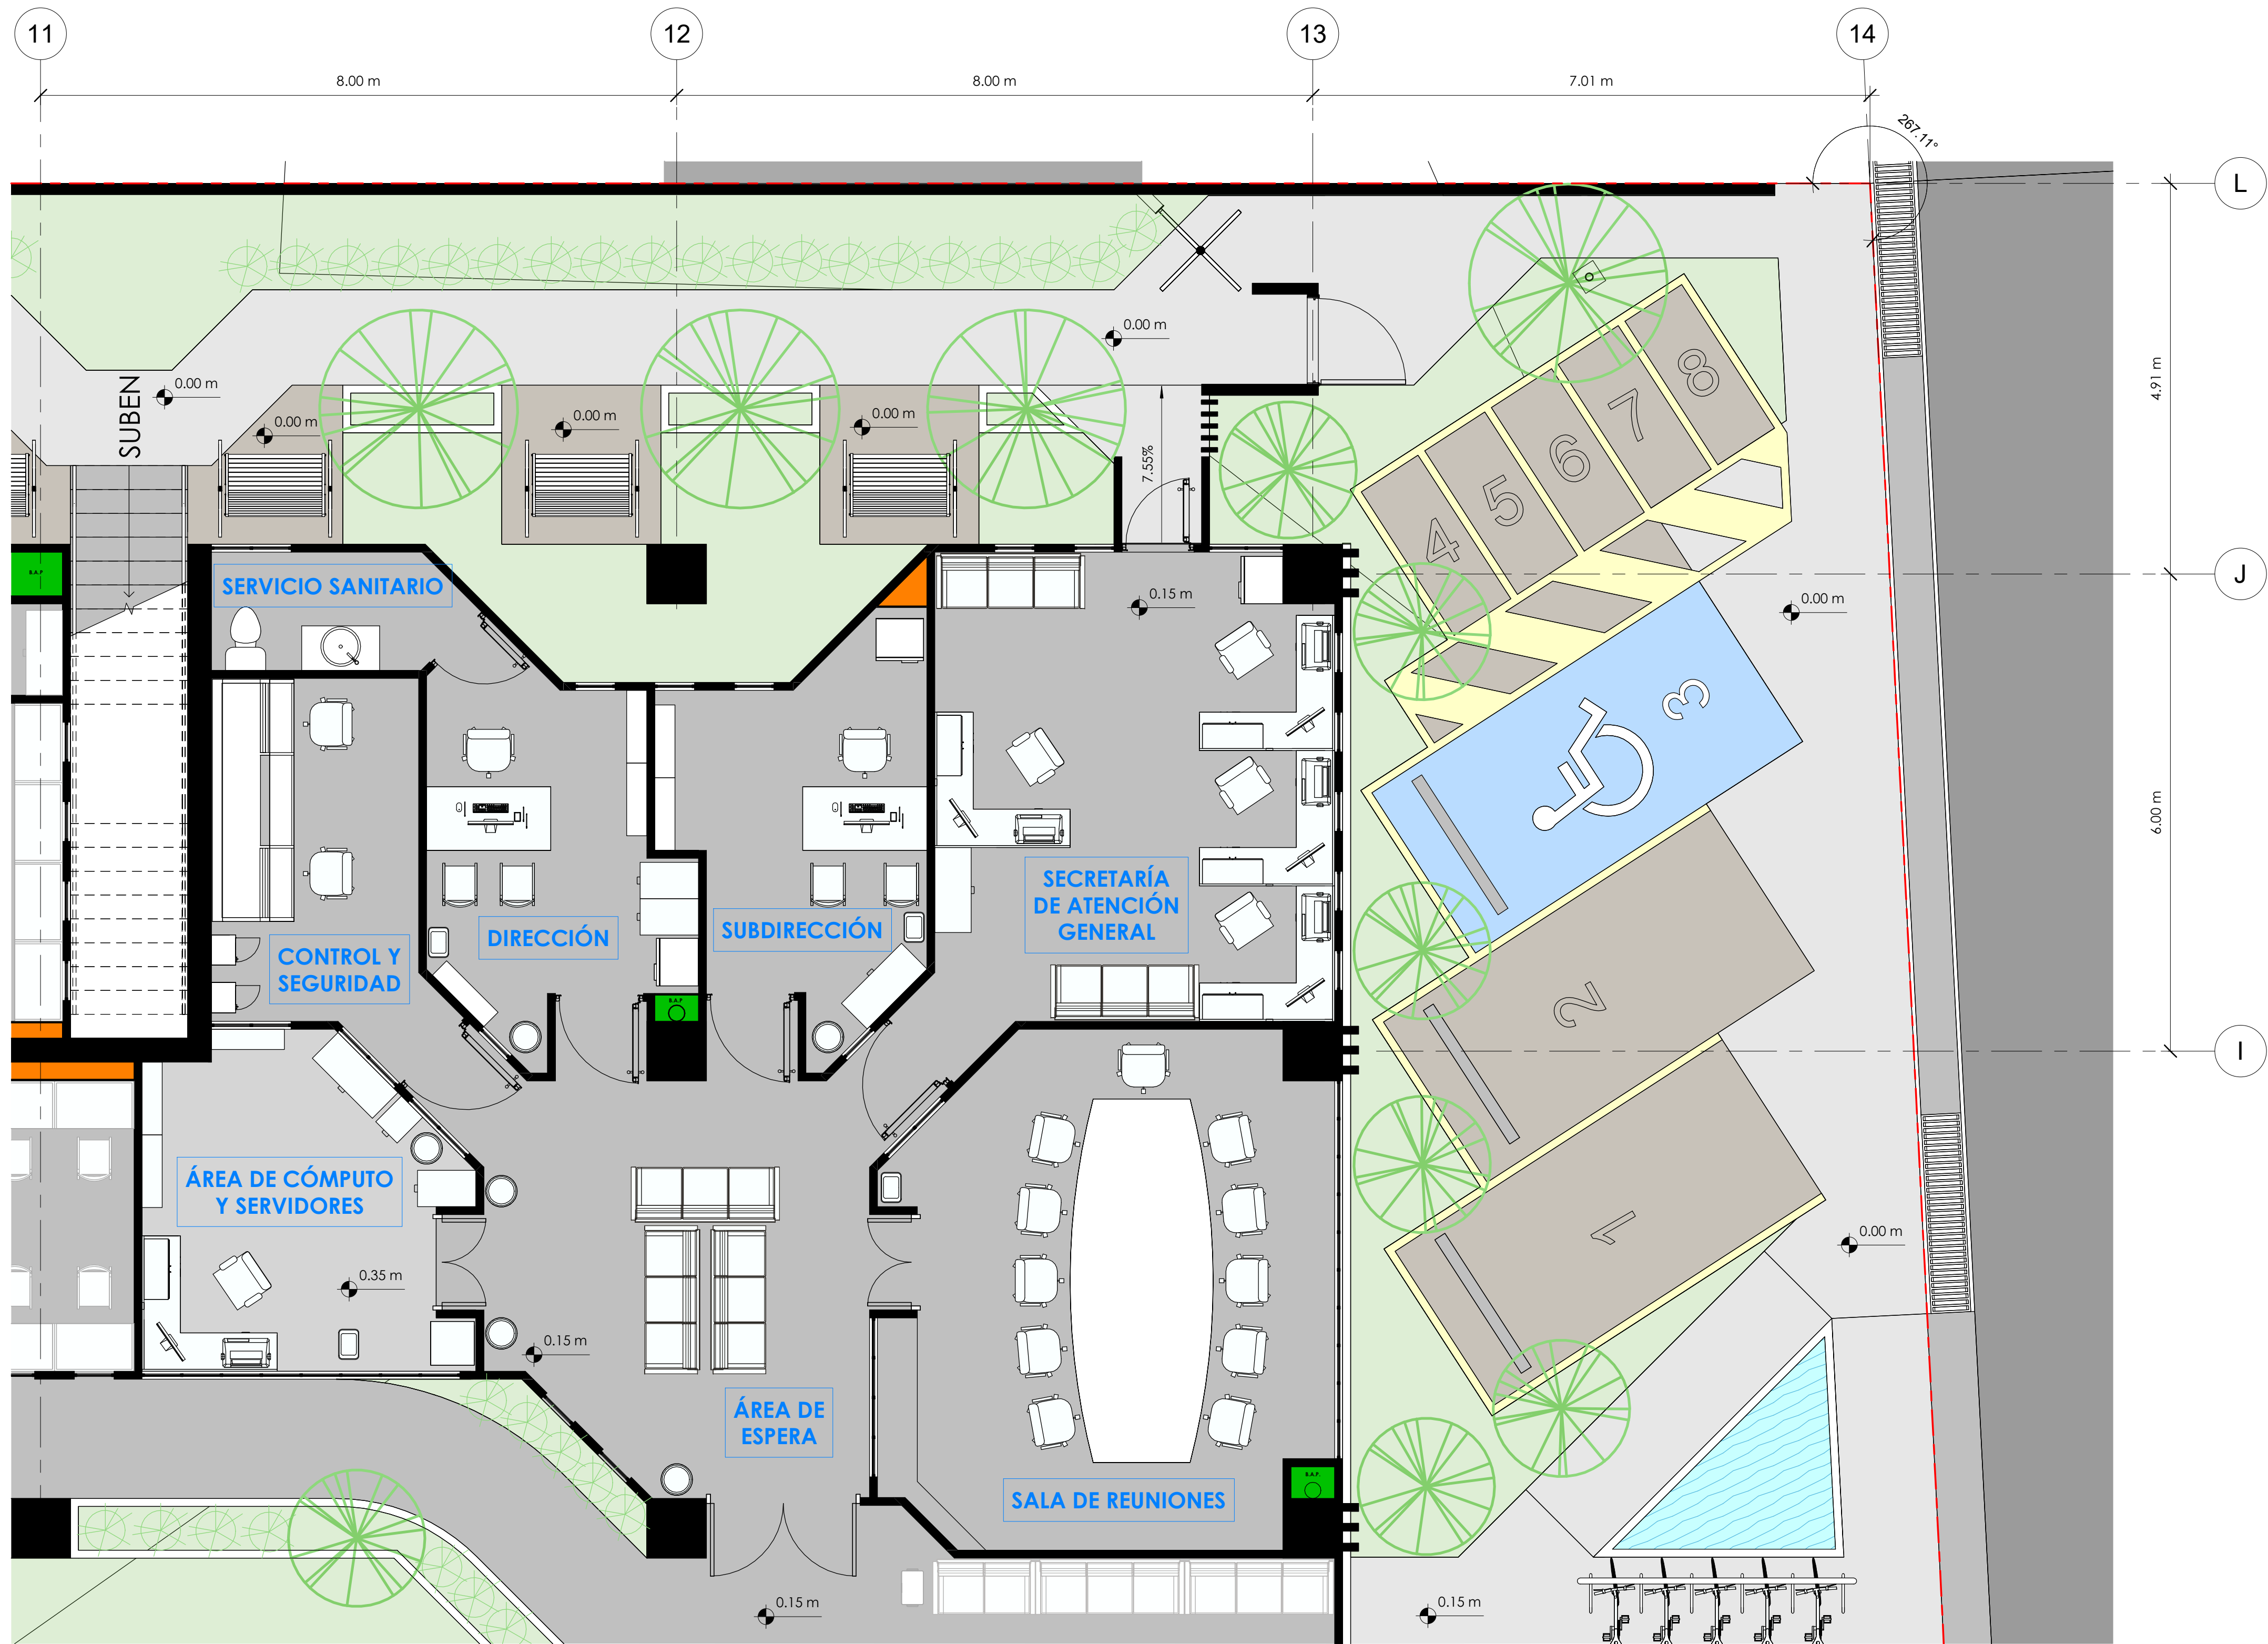 11
12
13
14
8.00 m
8.00 m
7.01 m
267.11°
L
4.91 m
0.00 m
SUBEN
0.00 m
0.00 m
0.00 m
0.00 m
7.55%
8
7
6
5
4
B.A.P
SERVICIO SANITARIO
0.15 m
0.00 m
J
3
6.00 m
SECRETARÍA
DE ATENCIÓN
GENERAL
SUBDIRECCIÓN
DIRECCIÓN
CONTROL Y
SEGURIDAD
B.A.P
2
I
ÁREA DE CÓMPUTO
Y SERVIDORES
1
0.00 m
0.35 m
0.15 m
ÁREA DE
ESPERA
B.A.P.
SALA DE REUNIONES
0.15 m
0.15 m